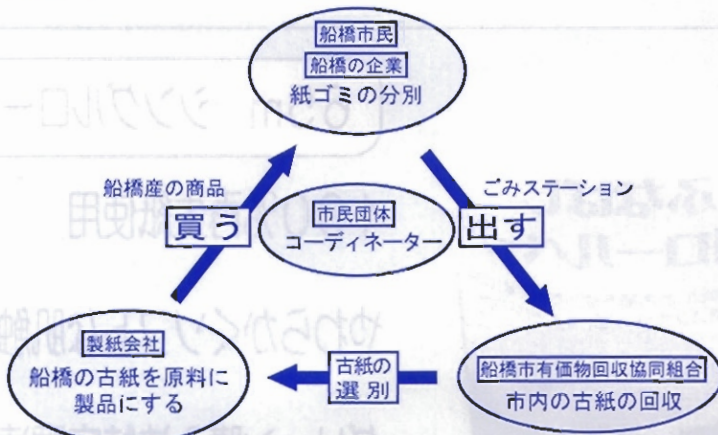 船橋市民
船橋の企業
紙ゴミの分別
船橋産の商品
買う
市民団体
コーディネーター
ごみステーション
出す
製紙会社
船橋の古紙を原料に
製品にする
古紙の
選別
船橋市有価物回収協同組合
市内の古紙の回収